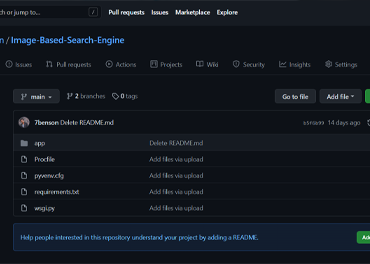 rch or jump to... / Pull requests Issues Marketplace Explore
n / Image-Based-Search-Engine
Issues Pull requests Actions Projects Wiki Security Insights Settings
main 2 branches 0 tags Go to file Add file
7benson Delete README.md 14 days ago
app Delete README.md
Procfile Add files via upload
pyvenv.cfg Add files via upload
requirements.txt Add files via upload
wsgi.py Add files via upload
Help people interested in this repository understand your project by adding a README. Ad